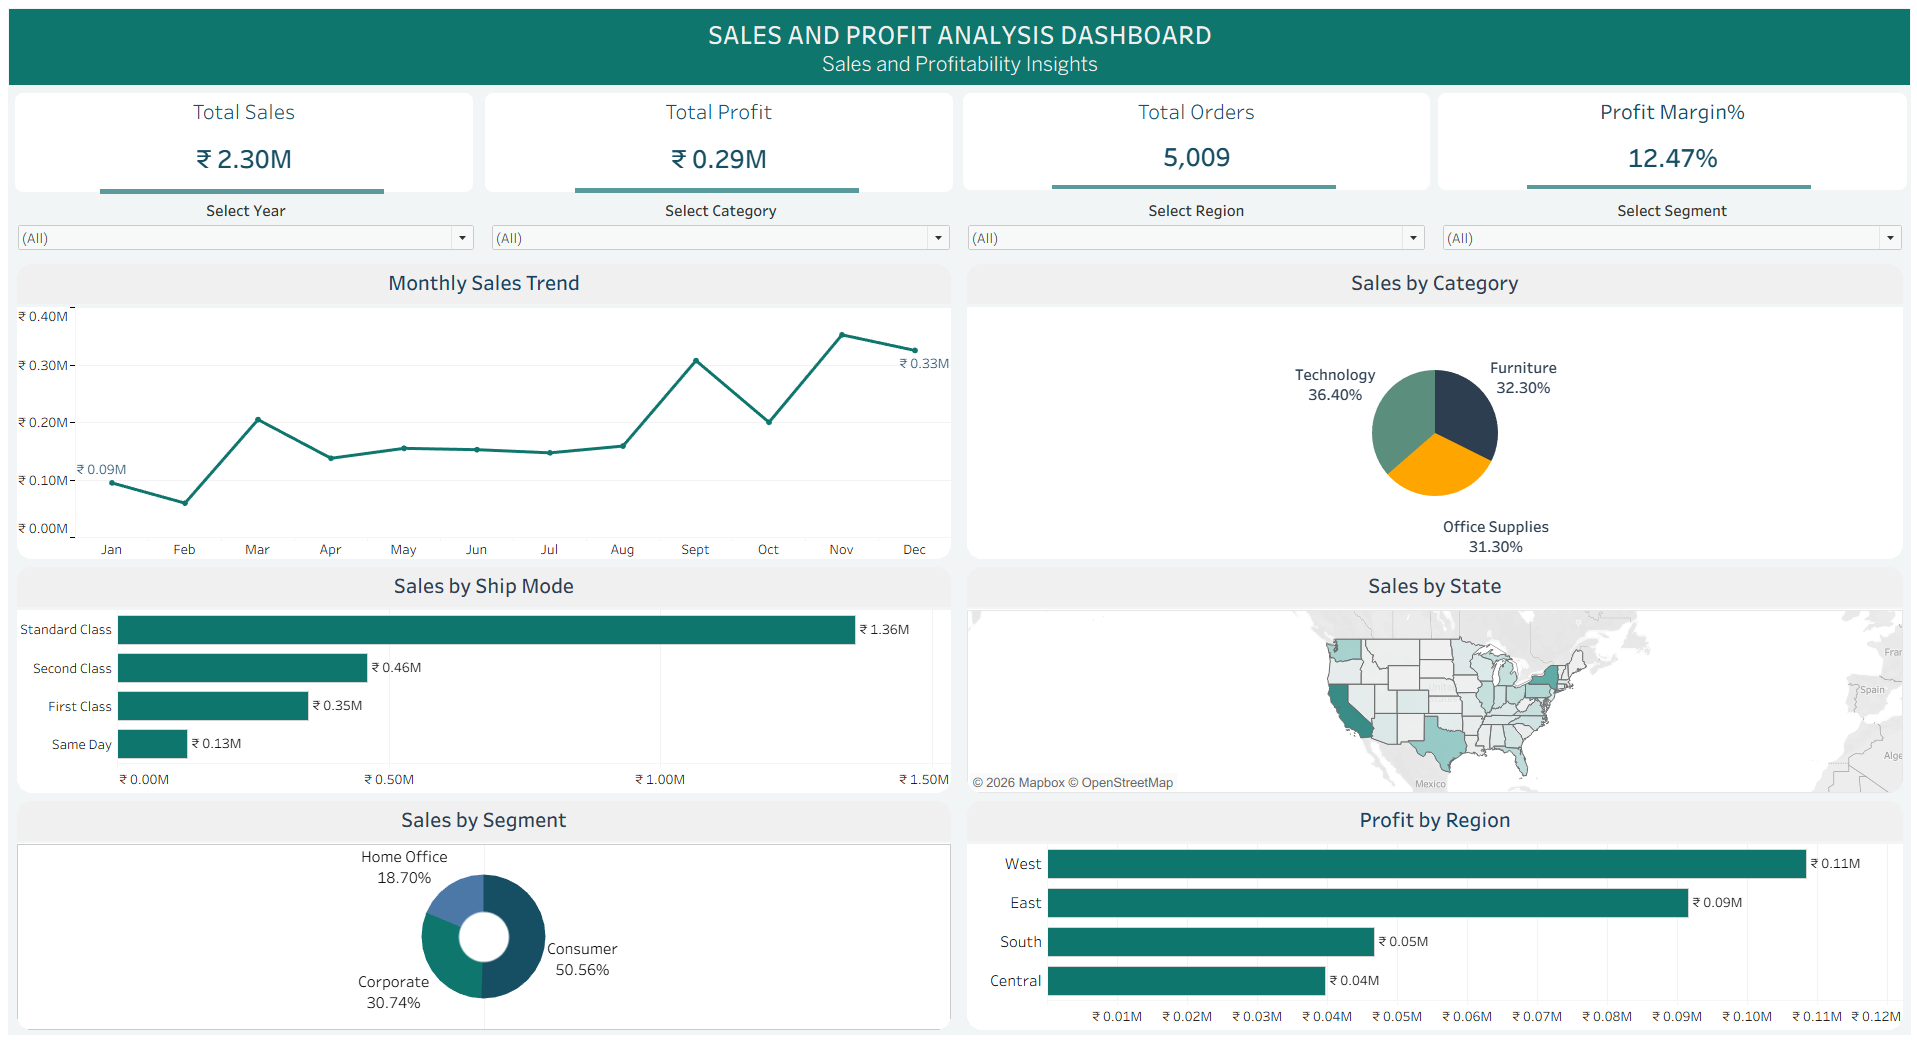 SALES AND PROFIT ANALYSIS DASHBOARD
Sales and Profitability Insights
Total Sales
₹ 2.30M
Total Profit
₹ 0.29M
Total Orders
5,009
Profit Margin%
12.47%
Select Year
(All)
Select Category
(All)
Select Region
(All)
Select Segment
(All)
Monthly Sales Trend
₹ 0.40M
₹ 0.30M
₹ 0.20M
₹ 0.10M
₹ 0.00M
₹ 0.09M
₹ 0.33M
Jan Feb Mar Apr May Jun Jul Aug Sept Oct Nov Dec
Sales by Category
Technology
36.40%
Furniture
32.30%
Office Supplies
31.30%
Sales by Ship Mode
Standard Class ₹ 1.36M
Second Class ₹ 0.46M
First Class ₹ 0.35M
Same Day ₹ 0.13M
₹ 0.00M ₹ 0.50M ₹ 1.00M ₹ 1.50M
Sales by State
Fran
Spain
Alge
Mexico
© 2026 Mapbox © OpenStreetMap
Sales by Segment
Home Office
18.70%
Consumer
50.56%
Corporate
30.74%
Profit by Region
West ₹ 0.11M
East ₹ 0.09M
South ₹ 0.05M
Central ₹ 0.04M
₹ 0.01M ₹ 0.02M ₹ 0.03M ₹ 0.04M ₹ 0.05M ₹ 0.06M ₹ 0.07M ₹ 0.08M ₹ 0.09M ₹ 0.10M ₹ 0.11M ₹ 0.12M